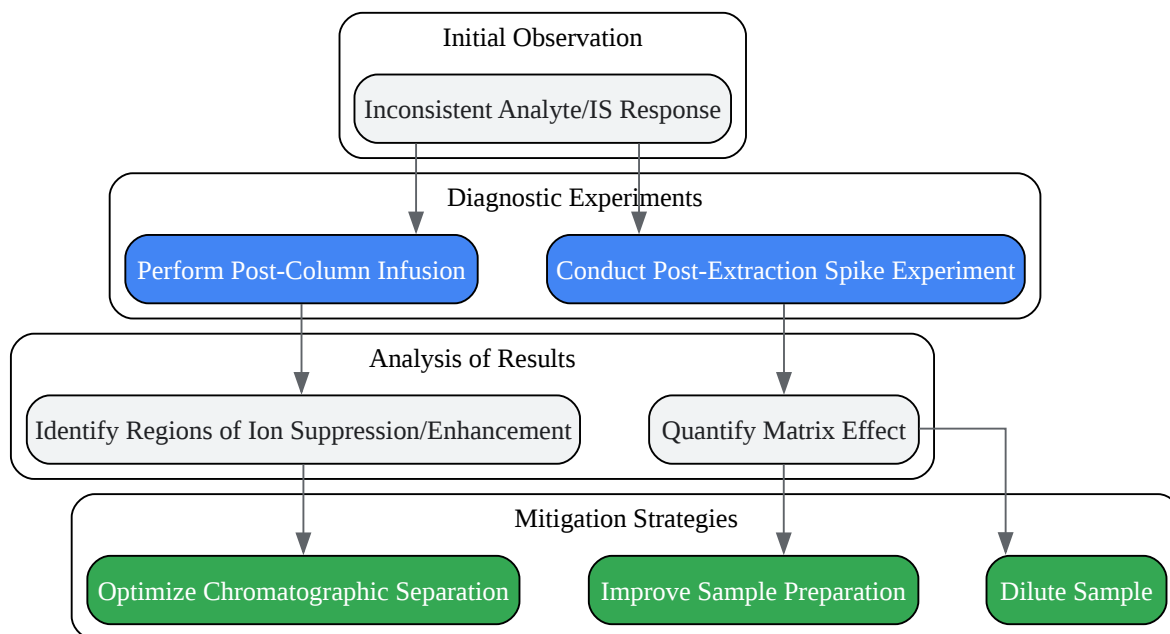 Initial Observation
Inconsistent Analyte/IS Response
Diagnostic Experiments
Perform Post-Column Infusion
Conduct Post-Extraction Spike Experiment
Analysis of Results
Identify Regions of Ion Suppression/Enhancement
Quantify Matrix Effect
Mitigation Strategies
Optimize Chromatographic Separation
Improve Sample Preparation
Dilute Sample